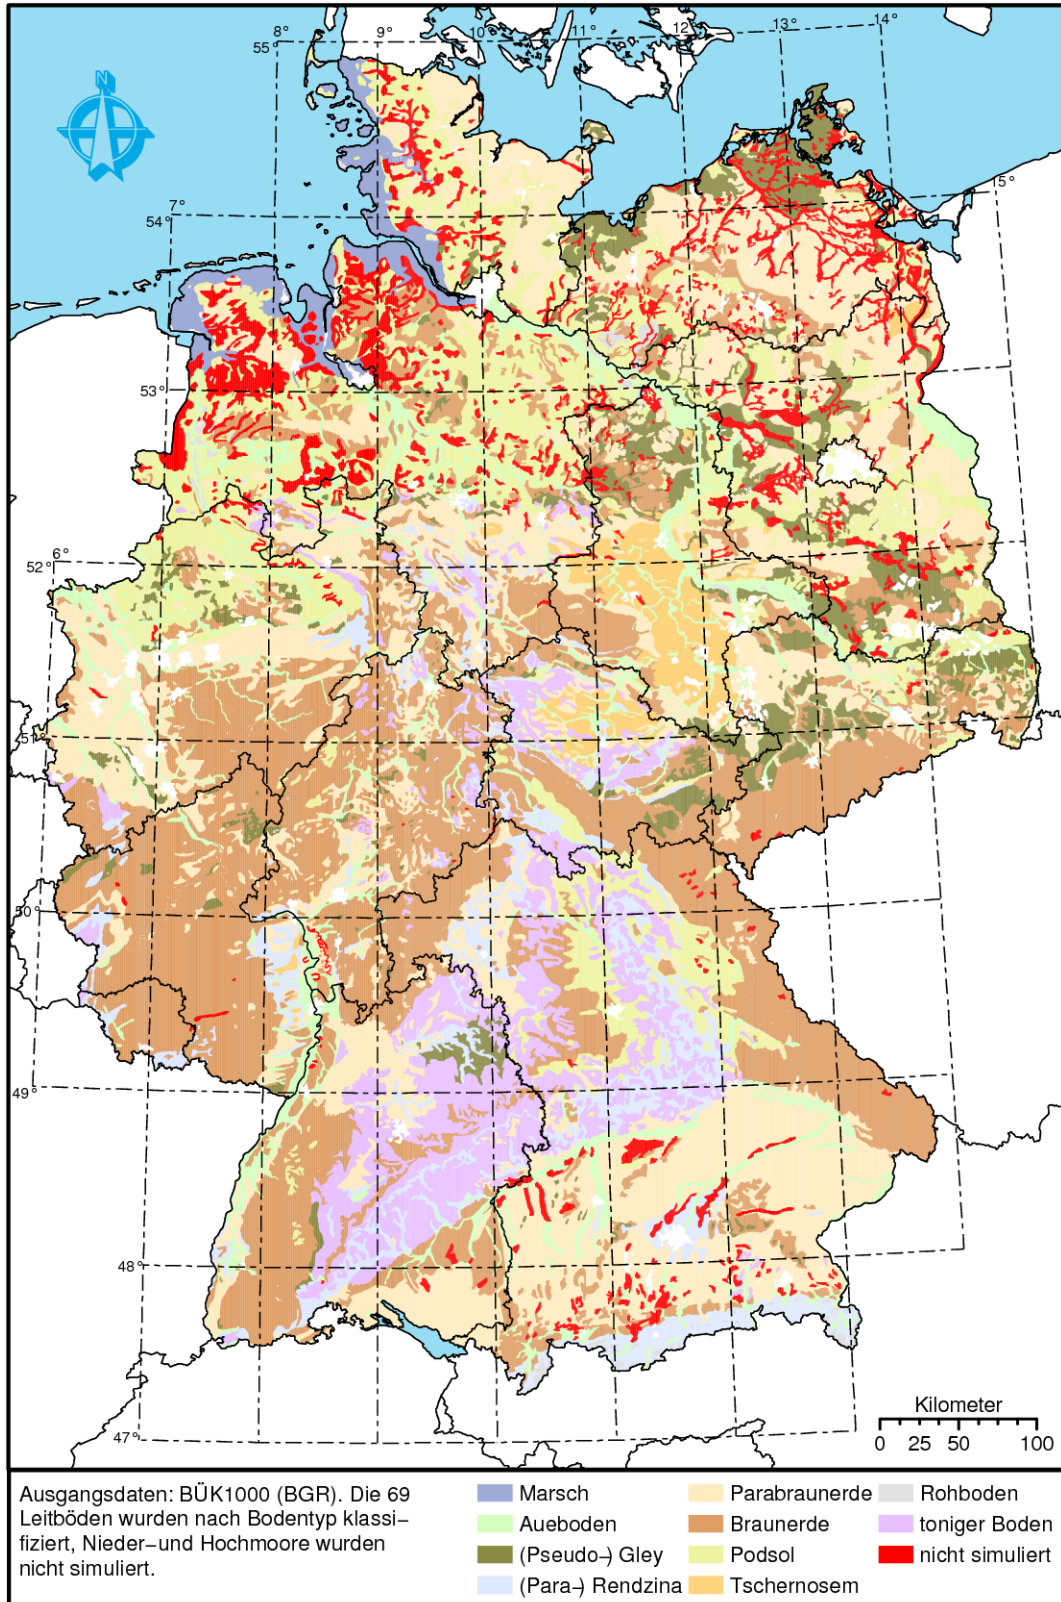 N
8° 9° 10° 11° 12° 13° 14°
55°
15°
7°
54°
53°
6°
52°
51°
50°
49°
48°
47°
Kilometer
0 25 50 100
Ausgangsdaten: BÜK1000 (BGR). Die 69
Leitböden wurden nach Bodentyp klassi–
fiziert, Nieder–und Hochmoore wurden
nicht simuliert.
Marsch
Aueboden
(Pseudo–) Gley
(Para–) Rendzina
Parabraunerde
Braunerde
Podsol
Tschernosem
Rohboden
toniger Boden
nicht simuliert